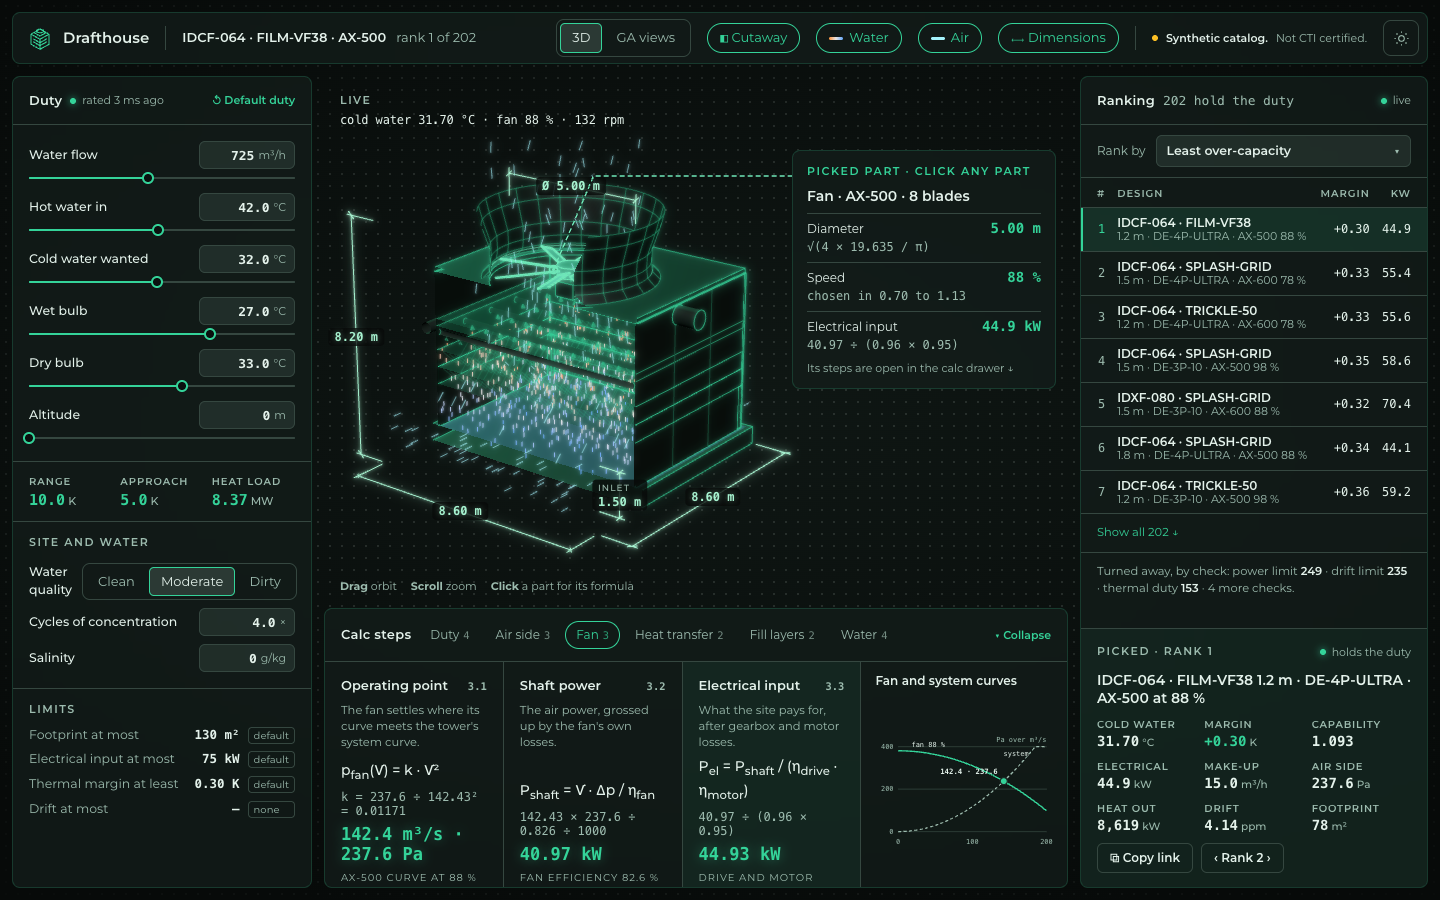 Drafthouse
IDCF-064 · FILM-VF38 · AX-500 rank 1 of 202
3D GA views
Cutaway
Water
Air
Dimensions
Synthetic catalog. Not CTI certified.
Duty rated 3 ms ago
Default duty
Water flow 725 m³/h
Hot water in 42.0 °C
Cold water wanted 32.0 °C
Wet bulb 27.0 °C
Dry bulb 33.0 °C
Altitude 0 m
RANGE APPROACH HEAT LOAD
10.0 K 5.0 K 8.37 MW
SITE AND WATER
Water quality Clean Moderate Dirty
Cycles of concentration 4.0 ×
Salinity 0 g/kg
LIMITS
Footprint at most 130 m² default
Electrical input at most 75 kW default
Thermal margin at least 0.30 K default
Drift at most — none
LIVE
cold water 31.70 °C · fan 88 % · 132 rpm
Ø 5.00 m
8.20 m
INLET
1.50 m
8.60 m
8.60 m
PICKED PART · CLICK ANY PART
Fan · AX-500 · 8 blades
Diameter 5.00 m
√(4 × 19.635 / π)
Speed 88 %
chosen in 0.70 to 1.13
Electrical input 44.9 kW
40.97 ÷ (0.96 × 0.95)
Its steps are open in the calc drawer ↓
Drag orbit Scroll zoom Click a part for its formula
Calc steps Duty 4 Air side 3 Fan 3 Heat transfer 2 Fill layers 2 Water 4 Collapse
Operating point 3.1
The fan settles where its
curve meets the tower's
system curve.
pfan(V) = k · V²
k = 237.6 ÷ 142.43²
= 0.01171
142.4 m³/s ·
237.6 Pa
AX-500 CURVE AT 88 %
Shaft power 3.2
The air power, grossed
up by the fan's own
losses.
Pshaft = V · Δp / ηfan
142.43 × 237.6 ÷
0.826 ÷ 1000
40.97 kW
FAN EFFICIENCY 82.6 %
Electrical input 3.3
What the site pays for,
after gearbox and motor
losses.
Pel = Pshaft / (ηdrive ·
ηmotor)
40.97 ÷ (0.96 ×
0.95)
44.93 kW
DRIVE AND MOTOR
Fan and system curves
Pa over m³/s
fan 88 %
system
142.4 · 237.6
400
200
0
0 100 200
Ranking 202 hold the duty
live
Rank by Least over-capacity
# DESIGN MARGIN KW
1 IDCF-064 · FILM-VF38 +0.30 44.9
1.2 m · DE-4P-ULTRA · AX-500 88 %
2 IDCF-064 · SPLASH-GRID +0.33 55.4
1.5 m · DE-4P-ULTRA · AX-600 78 %
3 IDCF-064 · TRICKLE-50 +0.33 55.6
1.2 m · DE-4P-ULTRA · AX-600 78 %
4 IDCF-064 · SPLASH-GRID +0.35 58.6
1.5 m · DE-3P-10 · AX-500 98 %
5 IDXF-080 · SPLASH-GRID +0.32 70.4
1.5 m · DE-3P-10 · AX-600 88 %
6 IDCF-064 · SPLASH-GRID +0.34 44.1
1.8 m · DE-4P-ULTRA · AX-500 88 %
7 IDCF-064 · TRICKLE-50 +0.36 59.2
1.2 m · DE-3P-10 · AX-500 98 %
Show all 202 ↓
Turned away, by check: power limit 249 · drift limit 235
· thermal duty 153 · 4 more checks.
PICKED · RANK 1
holds the duty
IDCF-064 · FILM-VF38 1.2 m · DE-4P-ULTRA ·
AX-500 at 88 %
COLD WATER MARGIN CAPABILITY
31.70 °C +0.30 K 1.093
ELECTRICAL MAKE-UP AIR SIDE
44.9 kW 15.0 m³/h 237.6 Pa
HEAT OUT DRIFT FOOTPRINT
8,619 kW 4.14 ppm 78 m²
Copy link
‹ Rank 2 ›